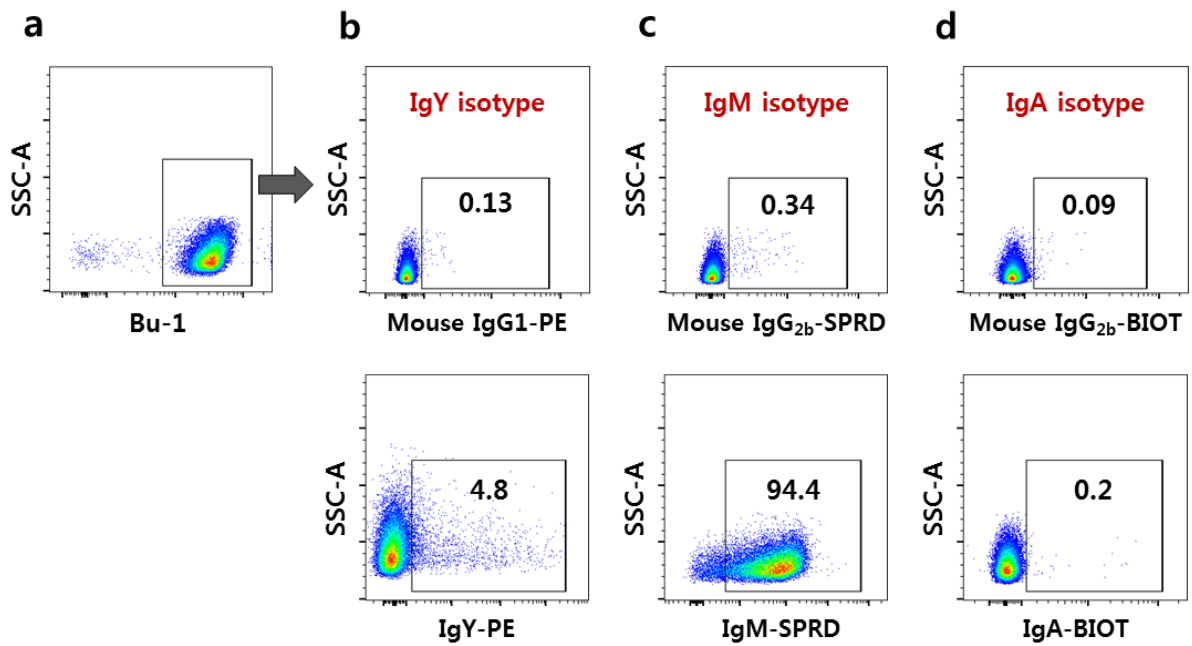 a
b
c
d
SSC-A
Bu-1
IgY isotype
SSC-A
0.13
Mouse IgG1-PE
IgM isotype
SSC-A
0.34
Mouse IgG₂b-SPRD
IgA isotype
SSC-A
0.09
Mouse IgG₂b-BIOT
SSC-A
4.8
IgY-PE
SSC-A
94.4
IgM-SPRD
SSC-A
0.2
IgA-BIOT